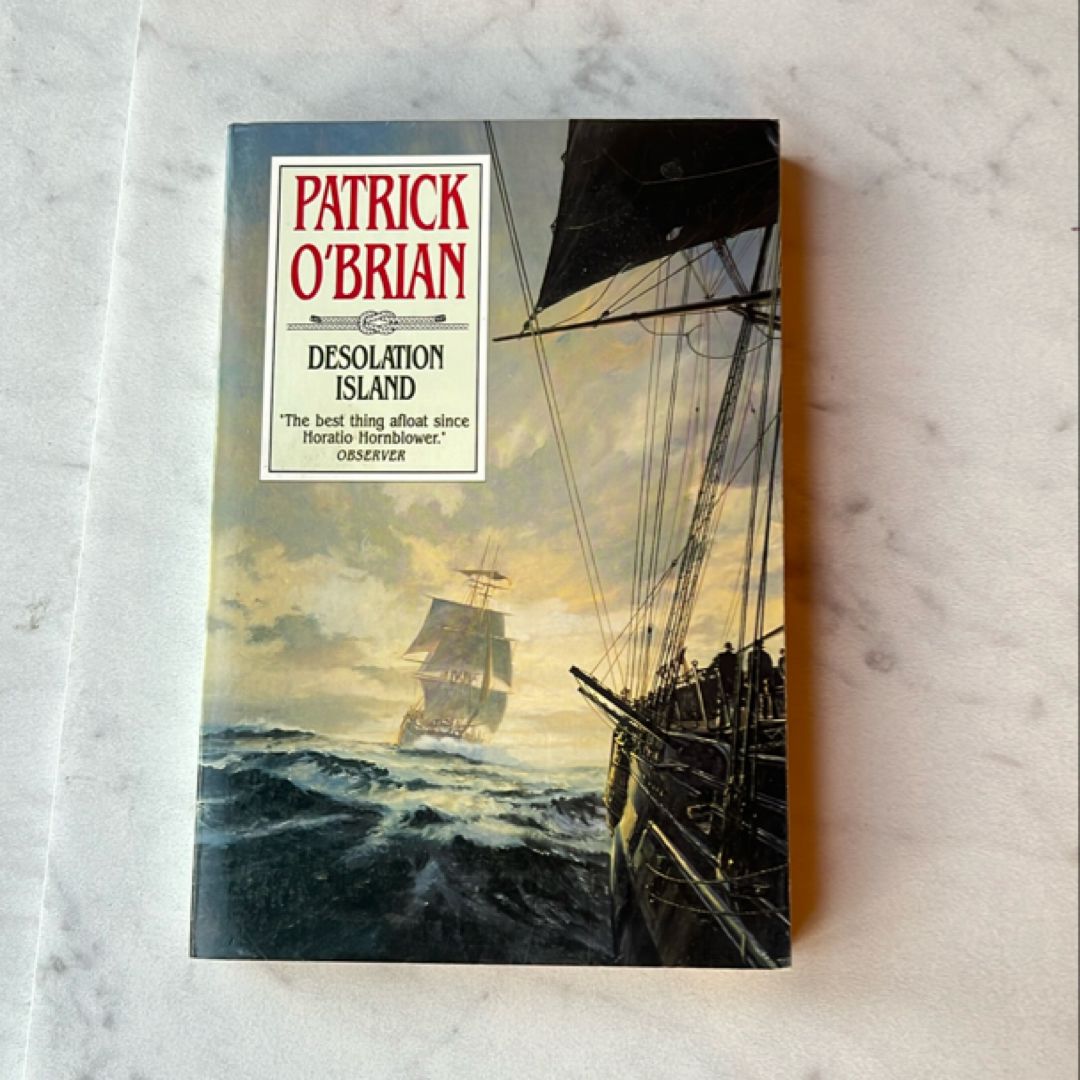 PATRICK
O'BRIAN
DESOLATION
ISLAND
"The best thing afloat since
Horatio Hornblower."
OBSERVER